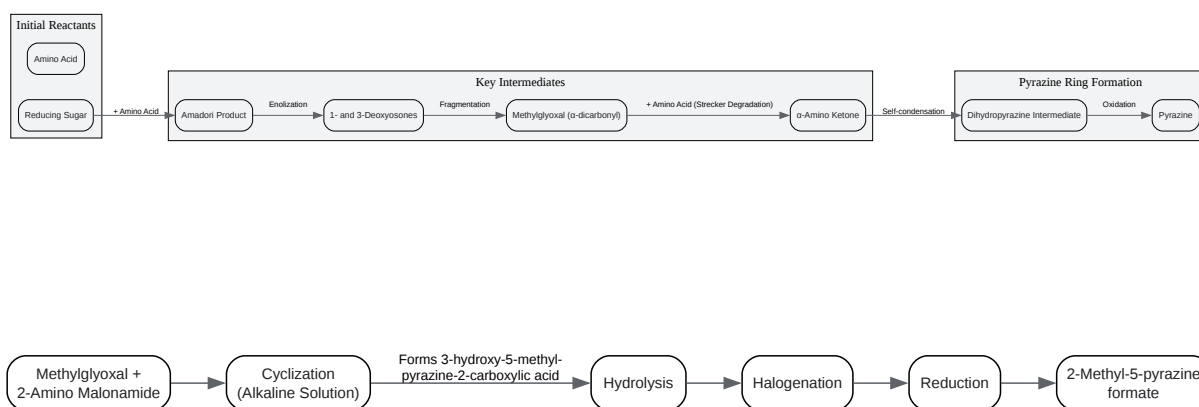 Initial Reactants
Amino Acid
Reducing Sugar
+ Amino Acid
Key Intermediates
Amadori Product
Enolization
1- and 3-Deoxyosones
Fragmentation
Methylglyoxal (α-dicarbonyl)
+ Amino Acid (Strecker Degradation)
α-Amino Ketone
Self-condensation
Pyrazine Ring Formation
Dihydropyrazine Intermediate
Oxidation
Pyrazine
Methylglyoxal +
2-Amino Malonamide
Cyclization
(Alkaline Solution)
Forms 3-hydroxy-5-methyl-
pyrazine-2-carboxylic acid
Hydrolysis
Halogenation
Reduction
2-Methyl-5-pyrazine
formate